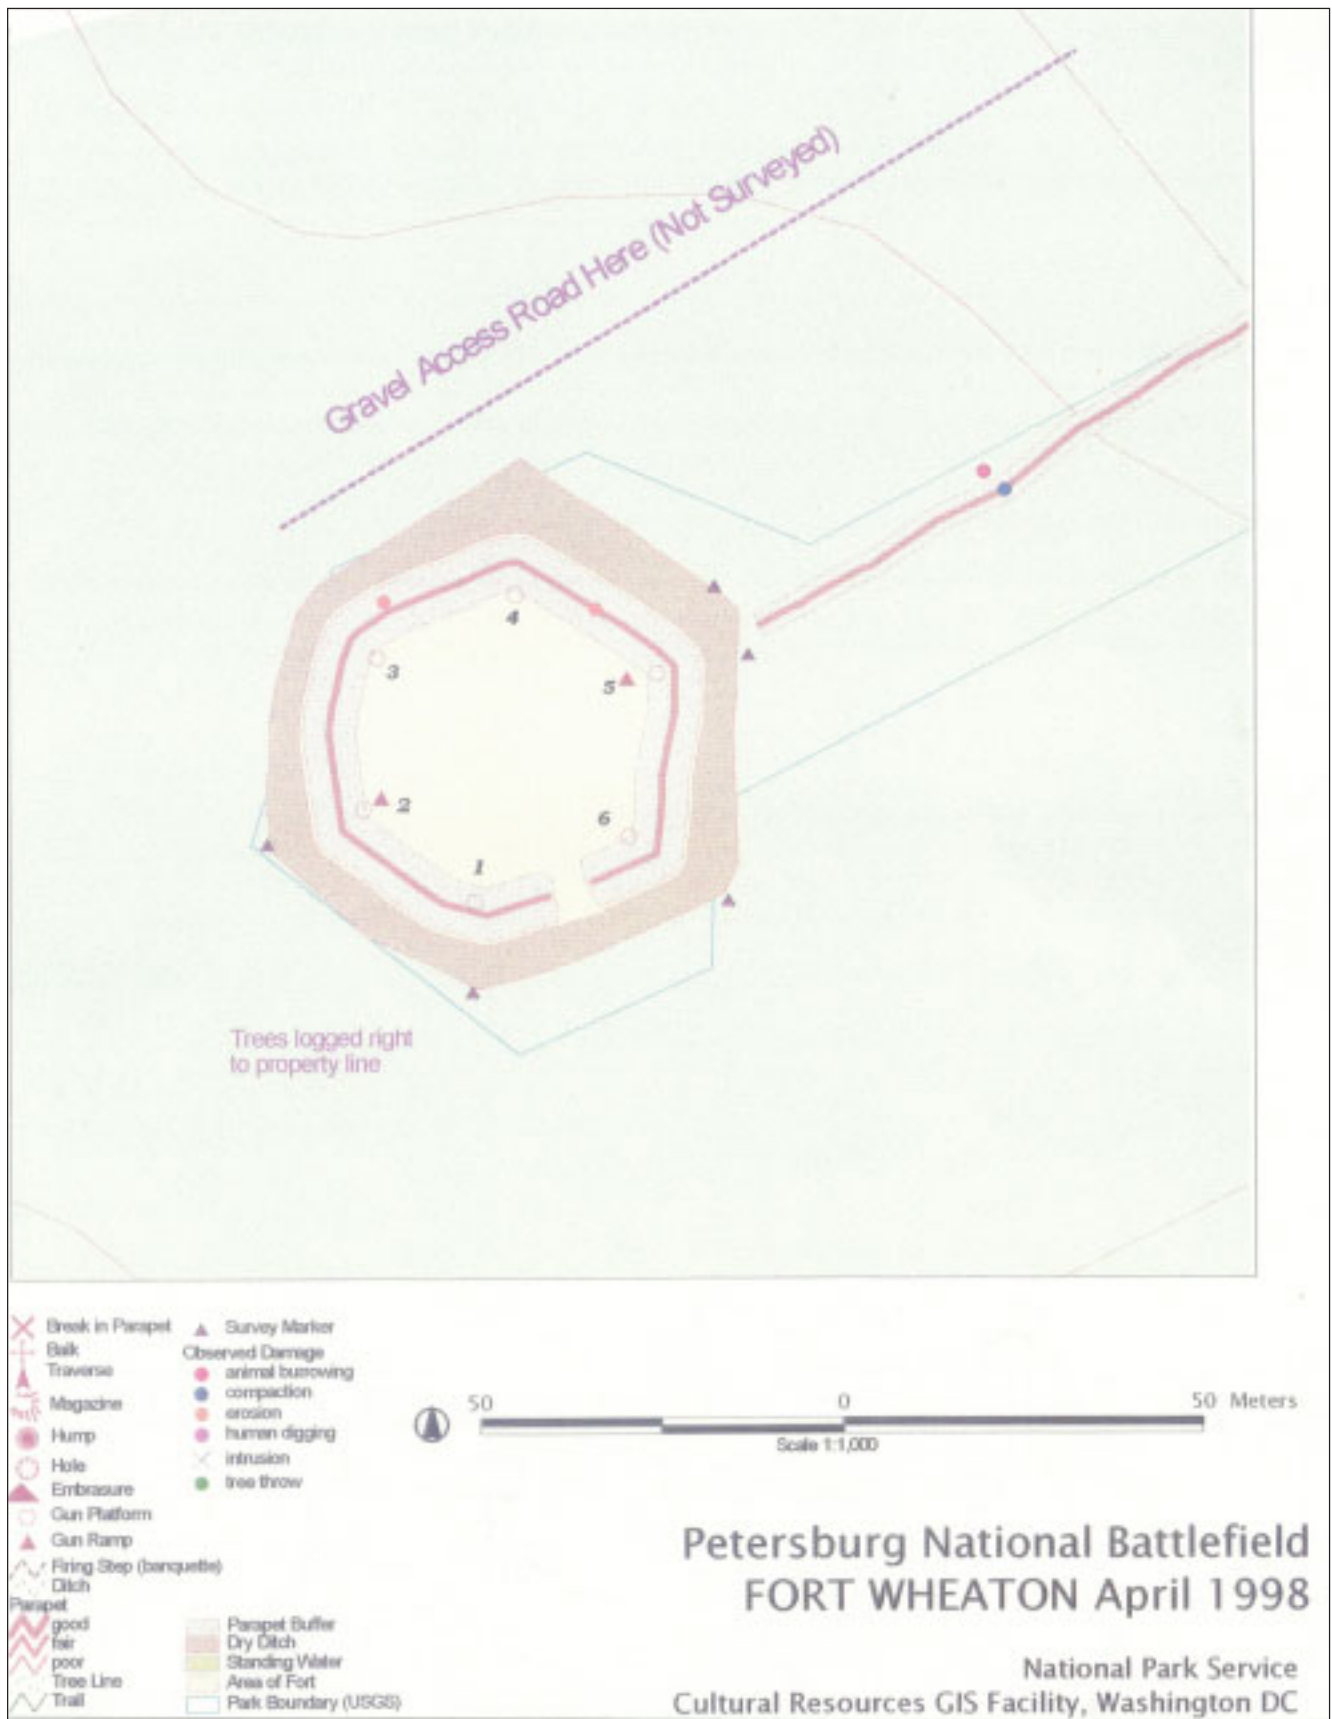 Gravel Access Road Here (Not Surveyed)
4
3
5
2
6
1
Trees logged right
to property line
Break in Parapet
Balk
Traverse
Magazine
Hump
Hole
Embrasure
Gun Platform
Gun Ramp
Firing Step (banquette)
Ditch
Parapet
good
fair
poor
Tree Line
Trail
Survey Marker
Observed Damage
animal burrowing
compaction
erosion
human digging
intrusion
tree throw
Parapet Buffer
Dry Ditch
Standing Water
Area of Fort
Park Boundary (USGS)
50 0 50 Meters
Scale 1:1,000
Petersburg National Battlefield
FORT WHEATON April 1998
National Park Service
Cultural Resources GIS Facility, Washington DC